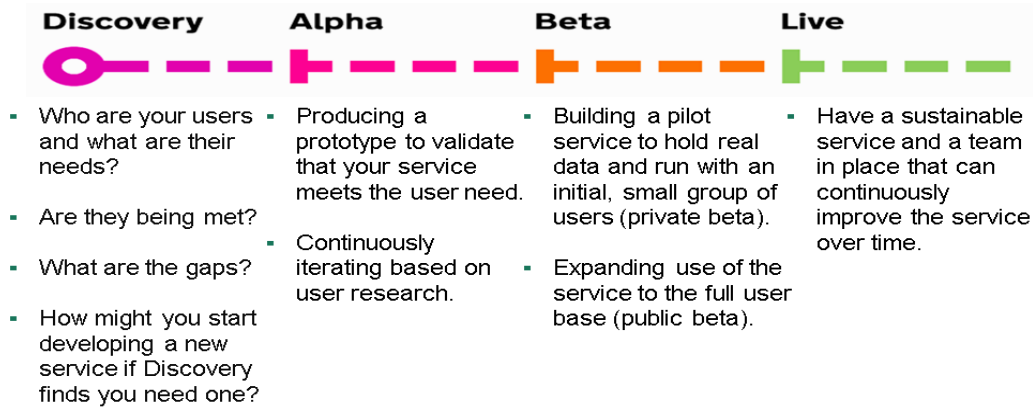 Discovery
Alpha
Beta
Live
▪ Who are your users
and what are their
needs?
▪ Are they being met?
▪ What are the gaps?
▪ How might you start
developing a new
service if Discovery
finds you need one?
▪ Producing a
prototype to validate
that your service
meets the user need.
▪ Continuously
iterating based on
user research.
▪ Building a pilot
service to hold real
data and run with an
initial, small group of
users (private beta).
▪ Expanding use of the
service to the full user
base (public beta).
▪ Have a sustainable
service and a team
in place that can
continuously
improve the service
over time.